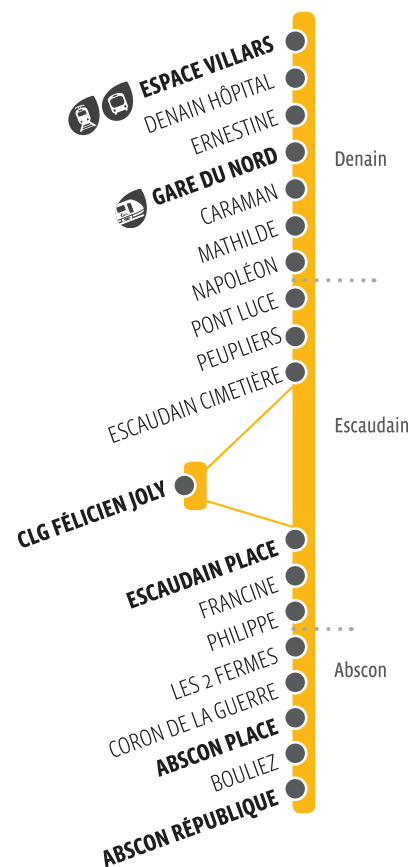 ESPACE VILLARS
DENAIN HÔPITAL
ERNESTINE
GARE DU NORD
Denain
CARAMAN
MATHILDE
NAPOLÉON
PONT LUCE
PEUPLIERS
ESCAUDAIN CIMETIÈRE
Escaudain
CLG FÉLICIEN JOLY
ESCAUDAIN PLACE
FRANCINE
PHILIPPE
Abscon
LES 2 FERMES
CORON DE LA GUERRE
ABSCON PLACE
BOULIEZ
ABSCON RÉPUBLIQUE